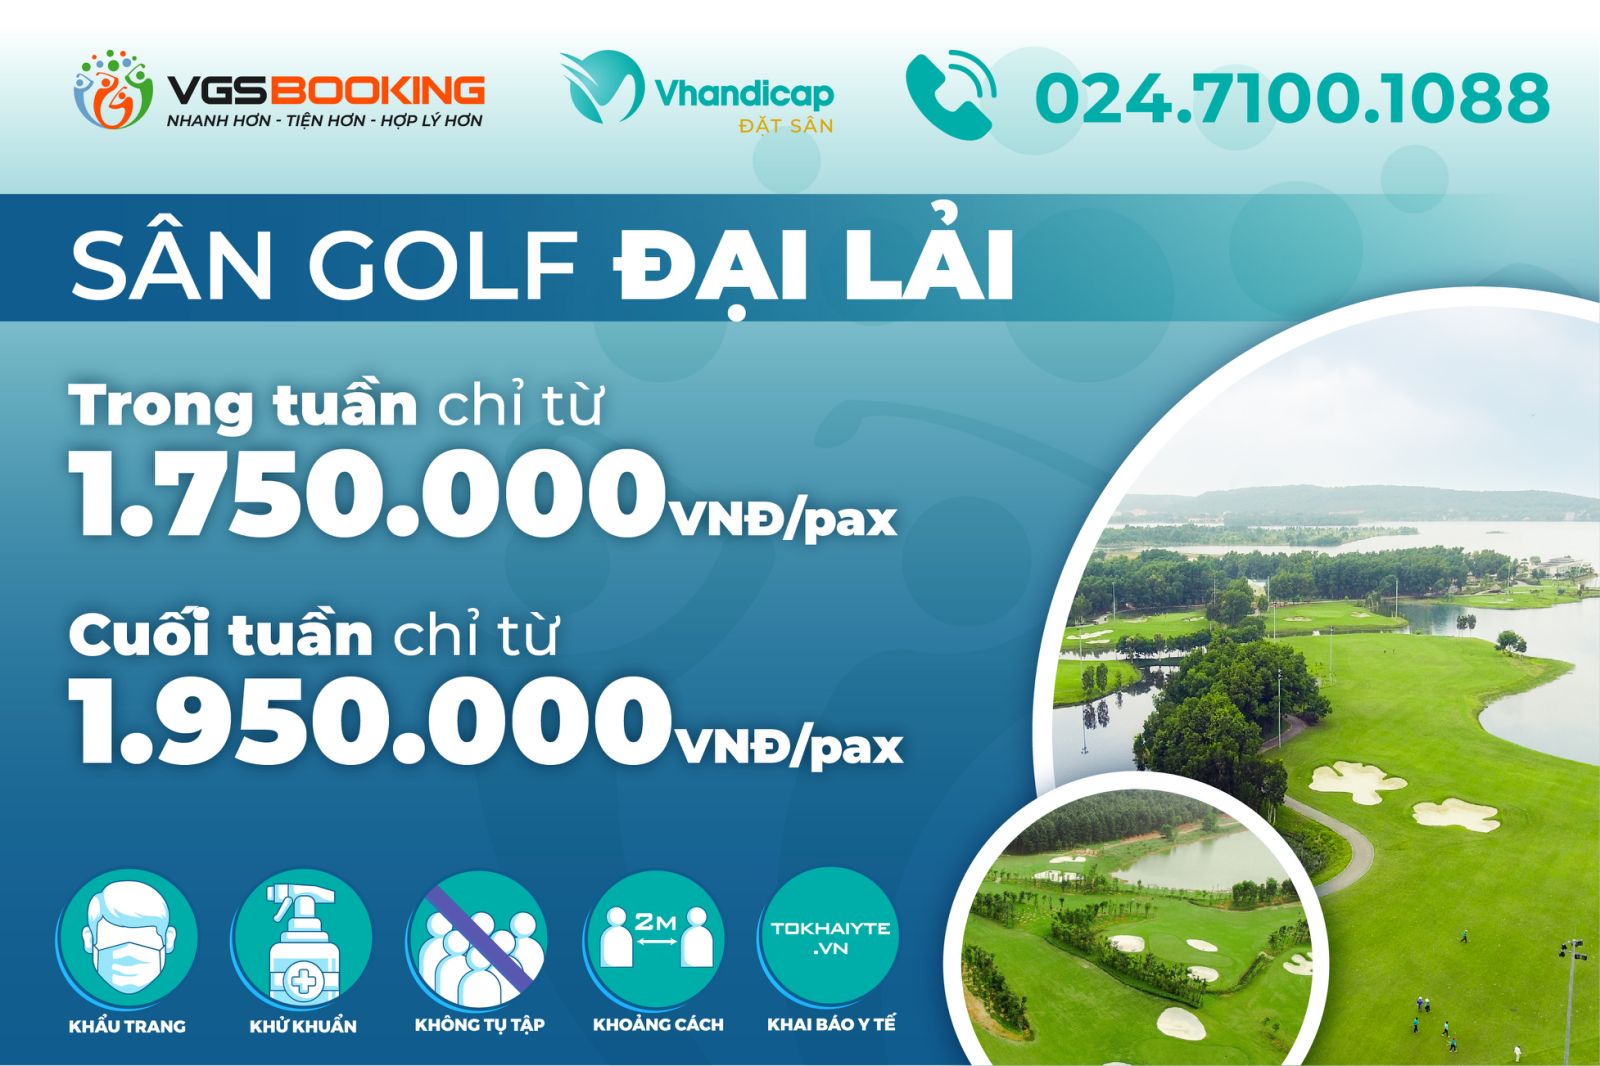 VGSBOOKING
NHANH HƠN - TIỆN HƠN - HỢP LÝ HƠN
Vhandicap
ĐẶT SÂN
024.7100.1088
SÂN GOLF ĐẠI LẢI
Trong tuần chỉ từ
1.750.000VNĐ/pax
Cuối tuần chỉ từ
1.950.000VNĐ/pax
2M
TOKHAIYTE
.VN
KHẨU TRANG
KHỬ KHUẨN
KHÔNG TỤ TẬP
KHOẢNG CÁCH
KHAI BÁO Y TẾ